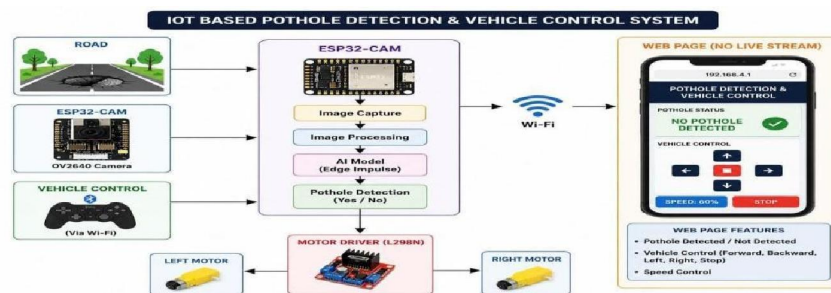 IOT BASED POTHOLE DETECTION & VEHICLE CONTROL SYSTEM
ROAD
ESP32-CAM
OV2640 Camera
VEHICLE CONTROL
(Via Wi-Fi)
ESP32-CAM
Image Capture
Image Processing
AI Model
(Edge Impulse)
Pothole Detection
(Yes / No)
MOTOR DRIVER (L298N)
LEFT MOTOR
RIGHT MOTOR
Wi-Fi
WEB PAGE (NO LIVE STREAM)
192.168.4.1
POTHOLE DETECTION &
VEHICLE CONTROL
POTHOLE STATUS
NO POTHOLE
DETECTED
VEHICLE CONTROL
SPEED: 60%
STOP
WEB PAGE FEATURES
• Pothole Detected / Not Detected
• Vehicle Control (Forward, Backward,
Left, Right, Stop)
• Speed Control